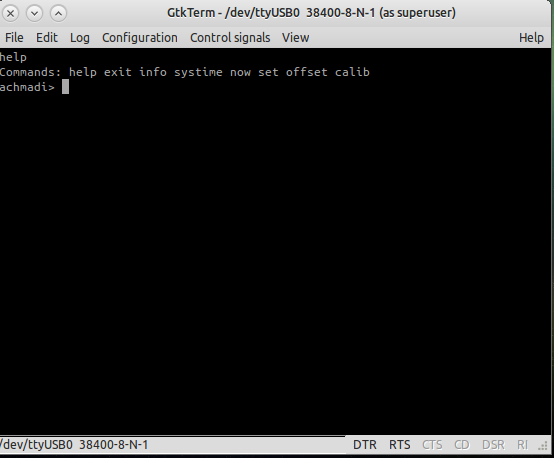 GtkTerm - /dev/ttyUSB0 38400-8-N-1 (as superuser)
File Edit Log Configuration Control signals View Help
help
Commands: help exit info systime now set offset calib
achmadi>
/dev/ttyUSB0 38400-8-N-1 DTR RTS CTS CD DSR RI